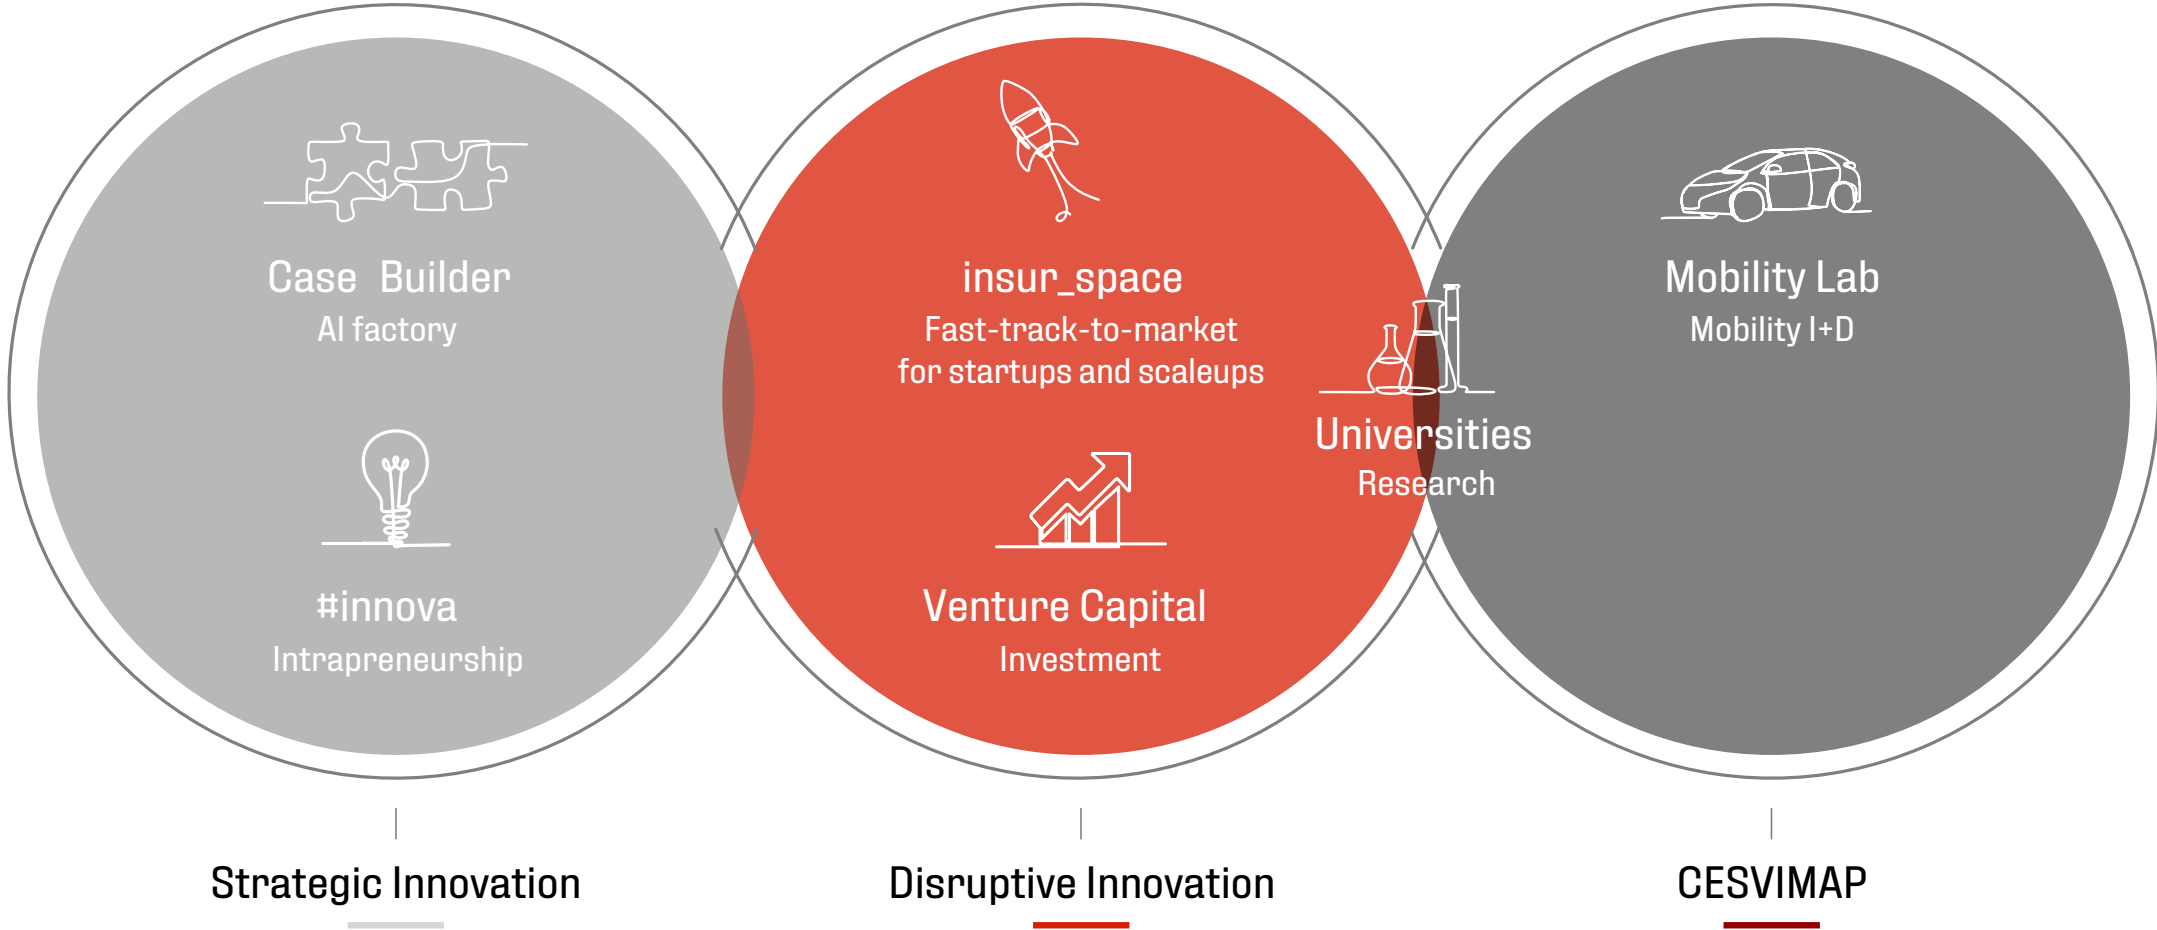 Case Builder
AI factory
#innova
Intrapreneurship
insur_space
Fast-track-to-market
for startups and scaleups
Venture Capital
Investment
Universities
Research
Mobility Lab
Mobility I+D
Strategic Innovation
Disruptive Innovation
CESVIMAP